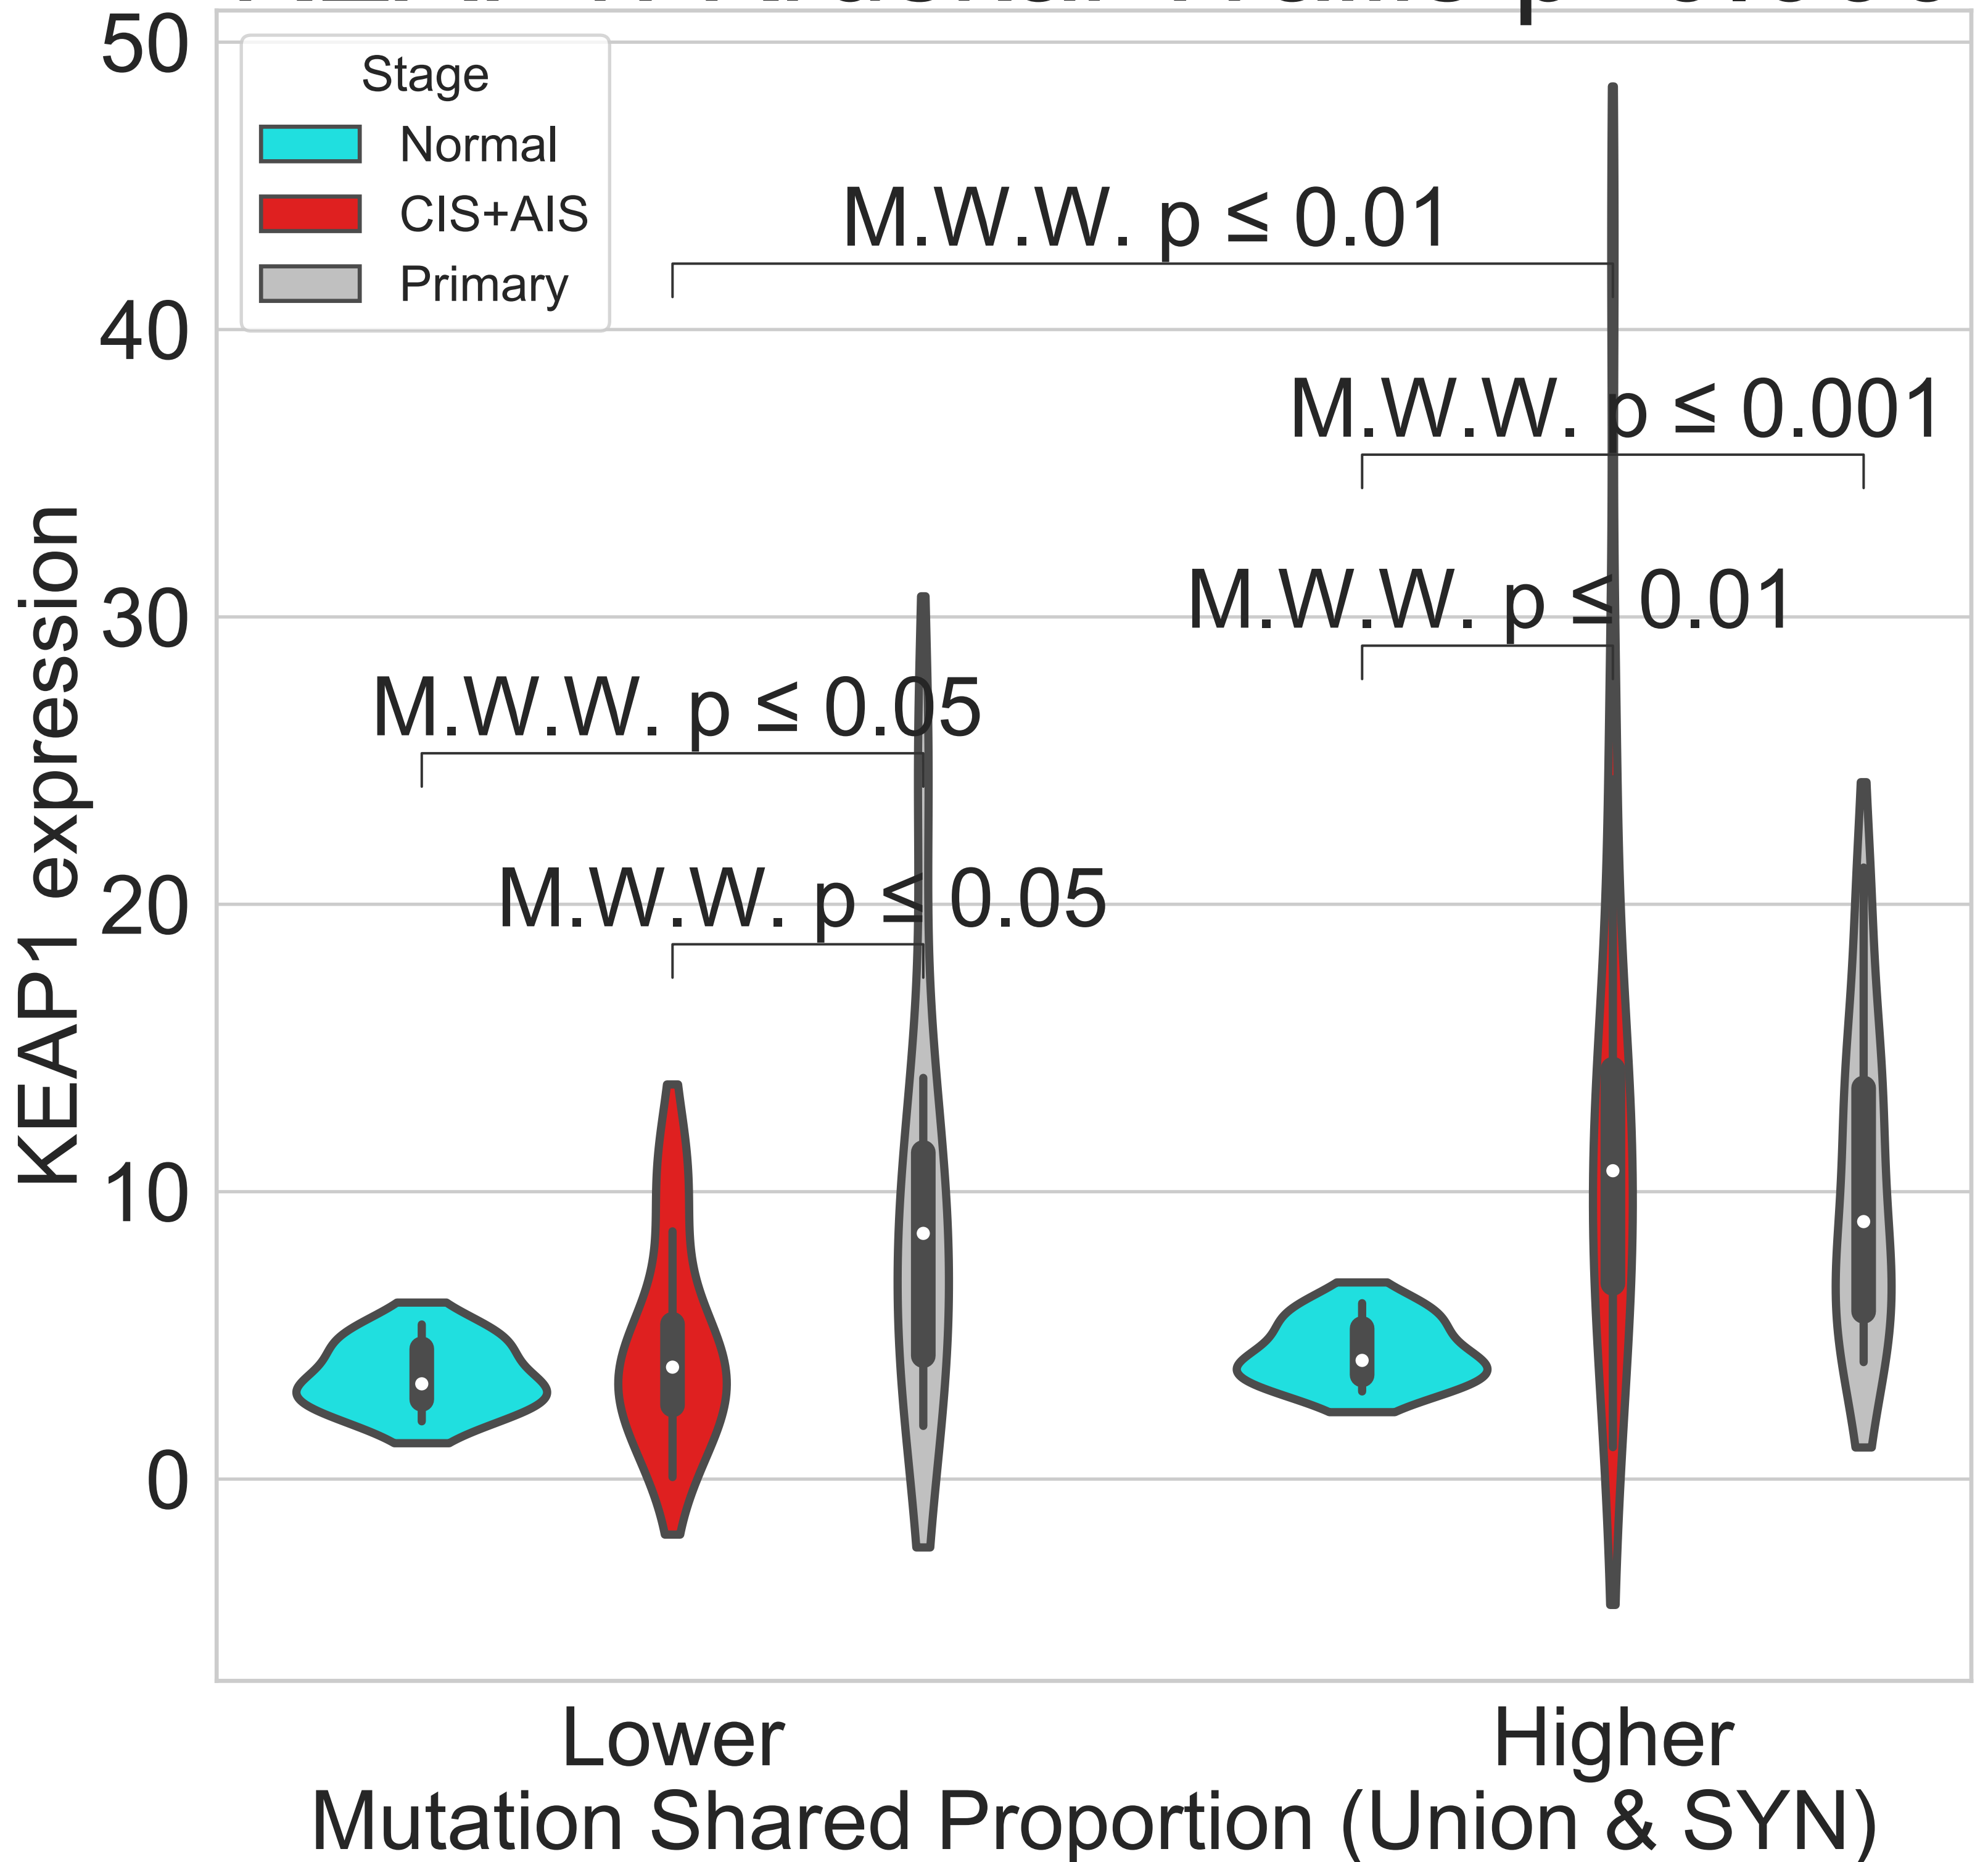 50
Stage
Normal
CIS+AIS
Primary
M.W.W. p ≤ 0.01
40
M.W.W. p ≤ 0.001
30
M.W.W. p ≤ 0.01
M.W.W. p ≤ 0.05
20
M.W.W. p ≤ 0.05
10
0
KEAP1 expression
Lower
Higher
Mutation Shared Proportion (Union & SYN)